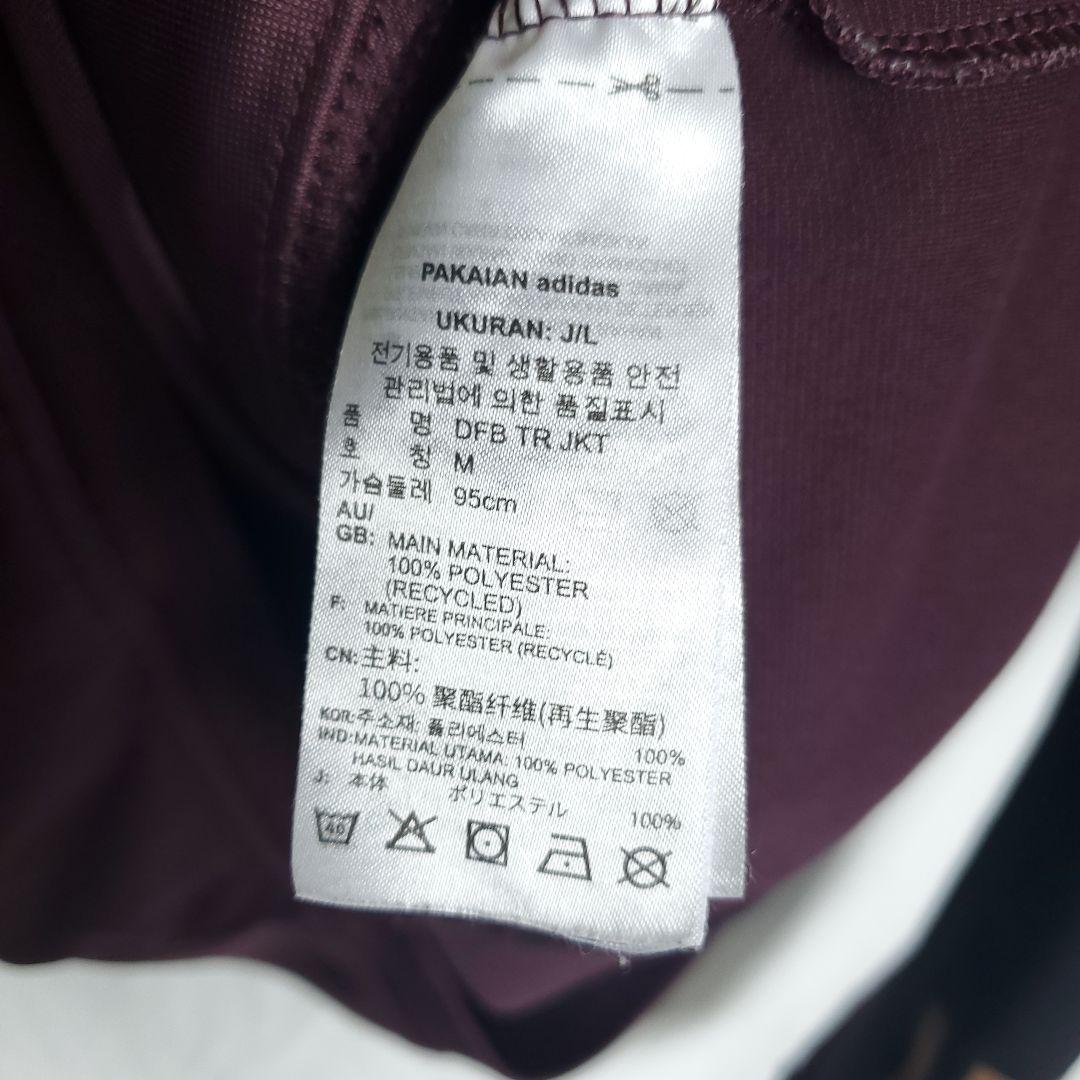 PAKAIAN adidas
UKURAN: J/L
전기용품 및 생활용품 안전
관리법에 의한 품질표시
품 명 DFB TR JKT
호 칭 M
가슴둘레 95cm
AU/
GB: MAIN MATERIAL:
100% POLYESTER
(RECYCLED)
F: MATIERE PRINCIPALE:
100% POLYESTER (RECYCLÉ)
CN: 主料:
100% 聚酯纤维(再生聚酯)
KOR: 주소재: 폴리에스터 100%
IND: MATERIAL UTAMA: 100% POLYESTER
HASIL DAUR ULANG
J: 本体 ポリエステル 100%
40